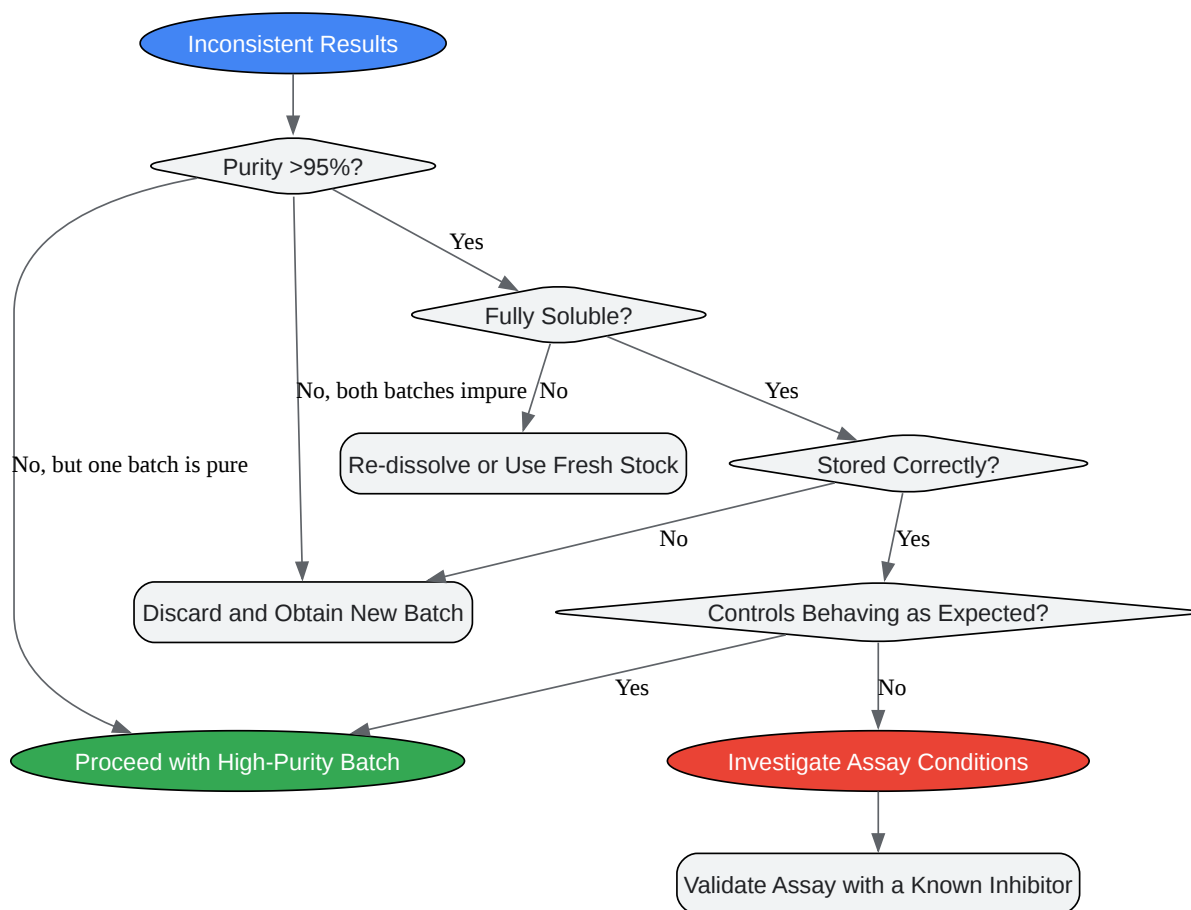 Inconsistent Results
Purity >95%?
Yes
Fully Soluble?
No, both batches impure
No
Yes
No, but one batch is pure
Re-dissolve or Use Fresh Stock
Stored Correctly?
No
Yes
Discard and Obtain New Batch
Controls Behaving as Expected?
Yes
No
Proceed with High-Purity Batch
Investigate Assay Conditions
Validate Assay with a Known Inhibitor